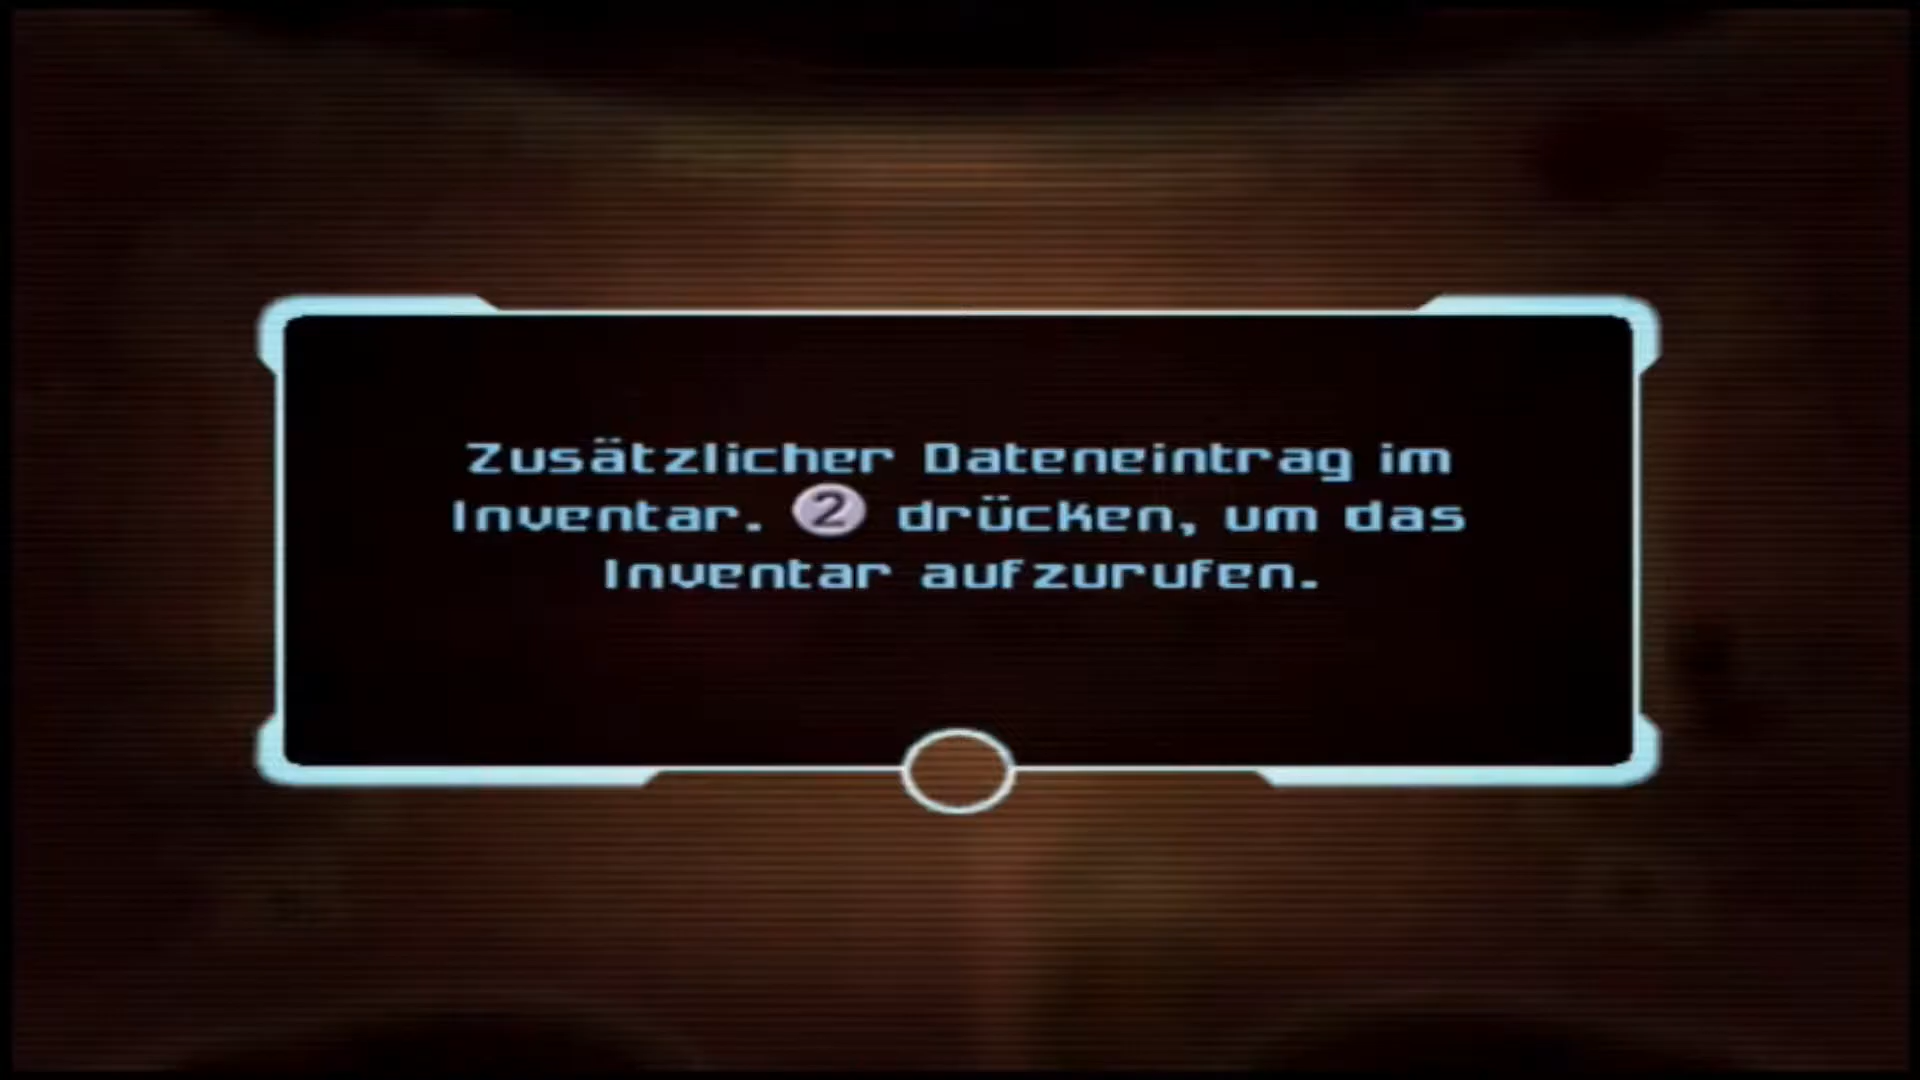 Zusätzlicher Dateneintrag im
Inventar. 2 drücken, um das
Inventar aufzurufen.